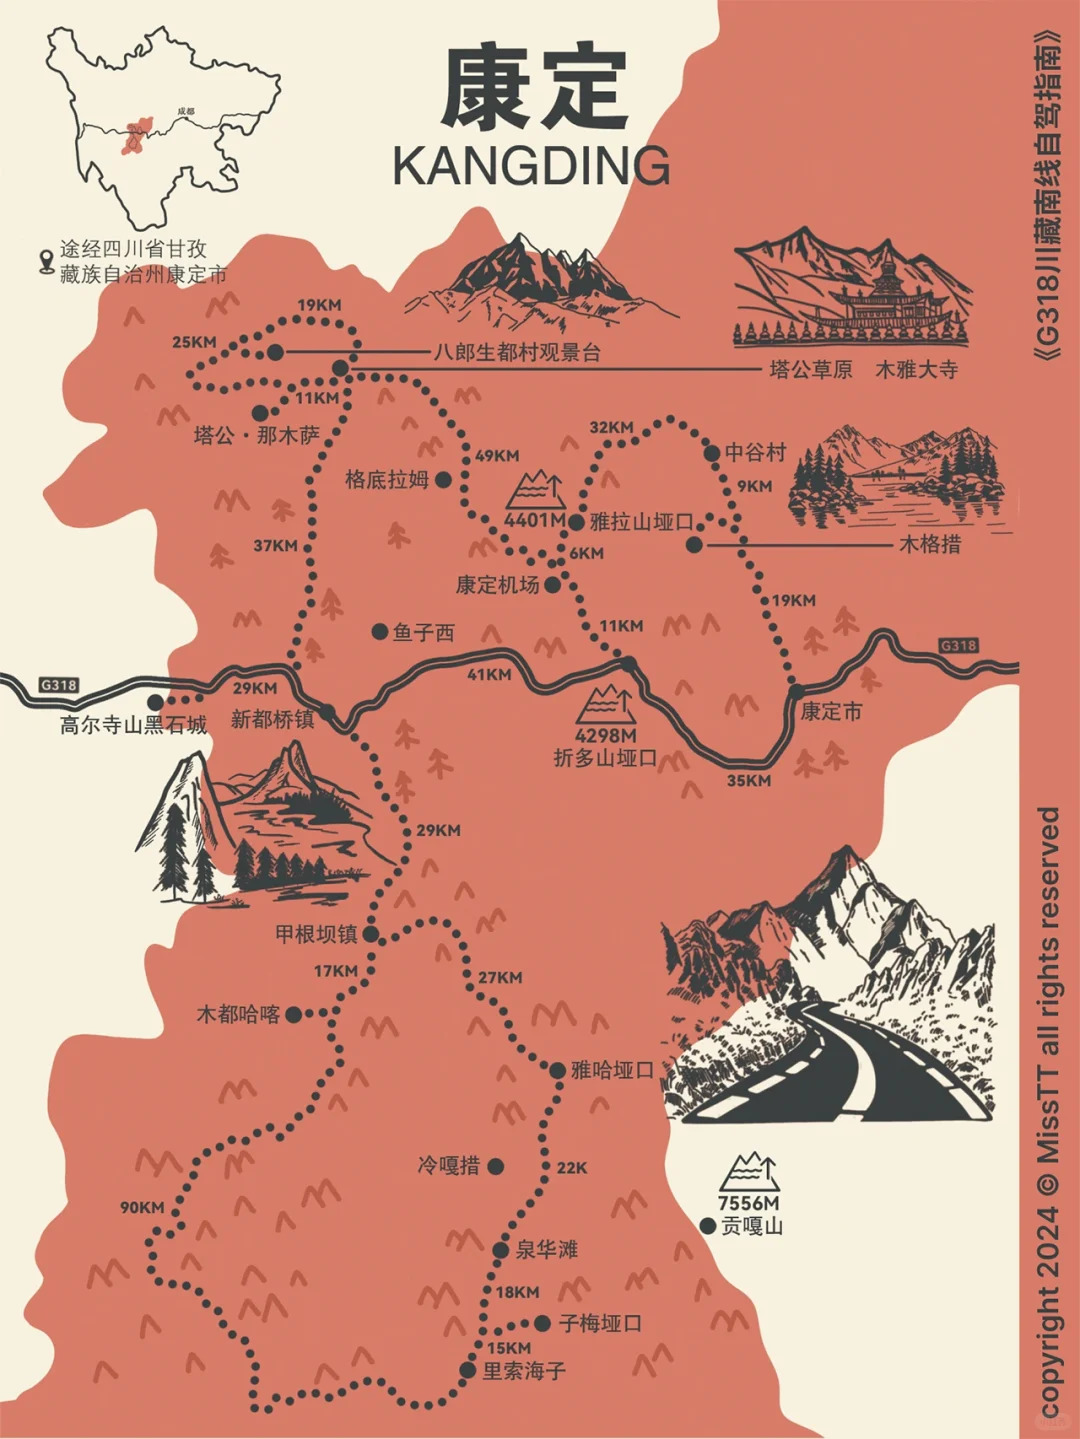 康定
KANGDING
成都
途经四川省甘孜
藏族自治州康定市
《G318川藏南线自驾指南》
19KM
25KM
八郎生都村观景台
塔公草原 木雅大寺
11KM
塔公·那木萨
32KM
中谷村
49KM
格底拉姆
9KM
4401M
雅拉山垭口
木格措
37KM
6KM
康定机场
19KM
鱼子西
11KM
G318
41KM
G318
29KM
高尔寺山黑石城
新都桥镇
康定市
4298M
折多山垭口
35KM
29KM
甲根坝镇
17KM
27KM
木都哈喀
雅哈垭口
冷嘎措
22K
90KM
7556M
贡嘎山
泉华滩
18KM
子梅垭口
15KM
里索海子
copyright 2024 © MissTT all rights reserved